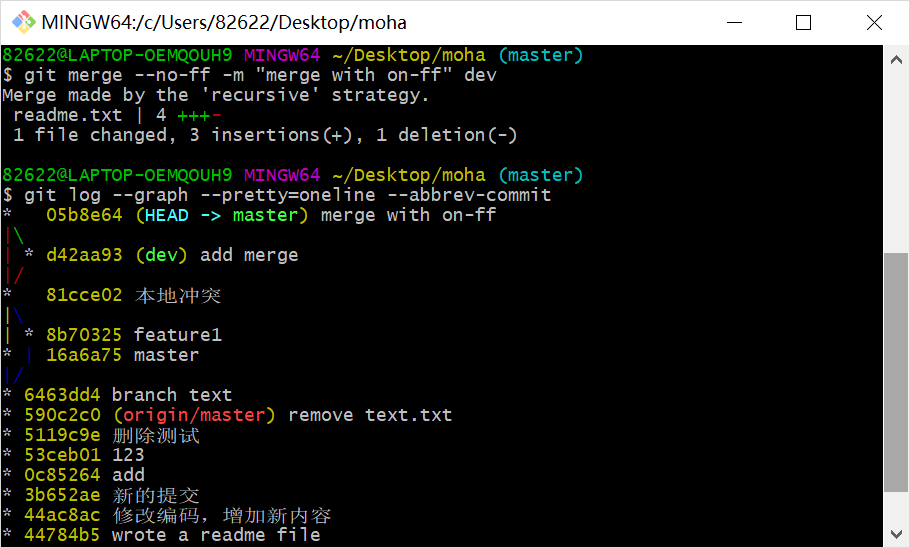 MINGW64:/c/Users/82622/Desktop/moha
82622@LAPTOP-OEMQOUH9 MINGW64 ~/Desktop/moha (master)
$ git merge --no-ff -m "merge with on-ff" dev
Merge made by the 'recursive' strategy.
 readme.txt | 4 +++-
 1 file changed, 3 insertions(+), 1 deletion(-)
82622@LAPTOP-OEMQOUH9 MINGW64 ~/Desktop/moha (master)
$ git log --graph --pretty=oneline --abbrev-commit
*   05b8e64 (HEAD -> master) merge with on-ff
|\
| * d42aa93 (dev) add merge
|/
*   81cce02 本地冲突
|\
| * 8b70325 feature1
* | 16a6a75 master
|/
* 6463dd4 branch text
* 590c2c0 (origin/master) remove text.txt
* 5119c9e 删除测试
* 53ceb01 123
* 0c85264 add
* 3b652ae 新的提交
* 44ac8ac 修改编码，增加新内容
* 44784b5 wrote a readme file